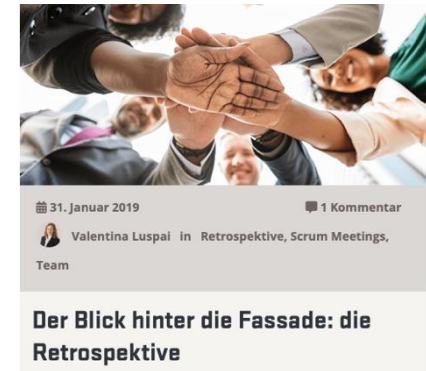 31. Januar 2019
1 Kommentar
Valentina Luspai in Retrospektive, Scrum Meetings,
Team
Der Blick hinter die Fassade: die
Retrospektive